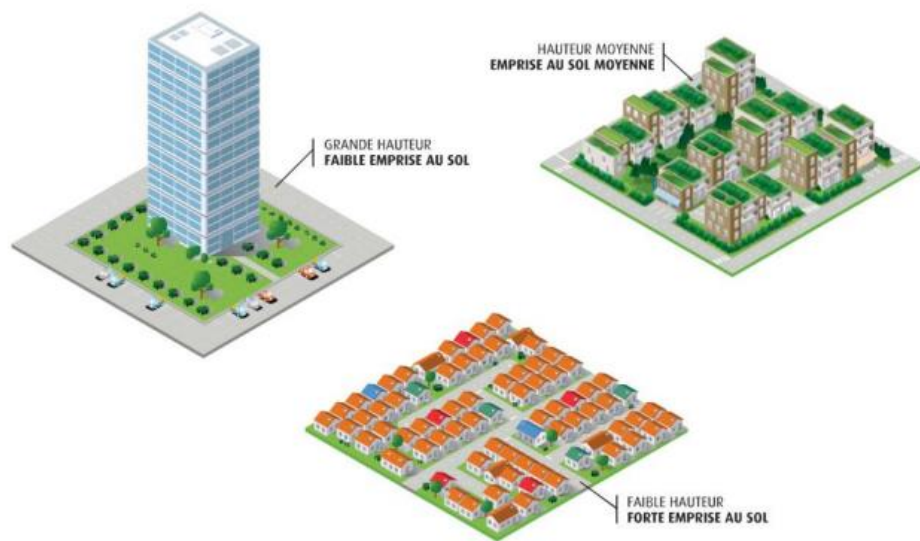 HAUTEUR MOYENNE
EMPRISE AU SOL MOYENNE
GRANDE HAUTEUR
FAIBLE EMPRISE AU SOL
FAIBLE HAUTEUR
FORTE EMPRISE AU SOL